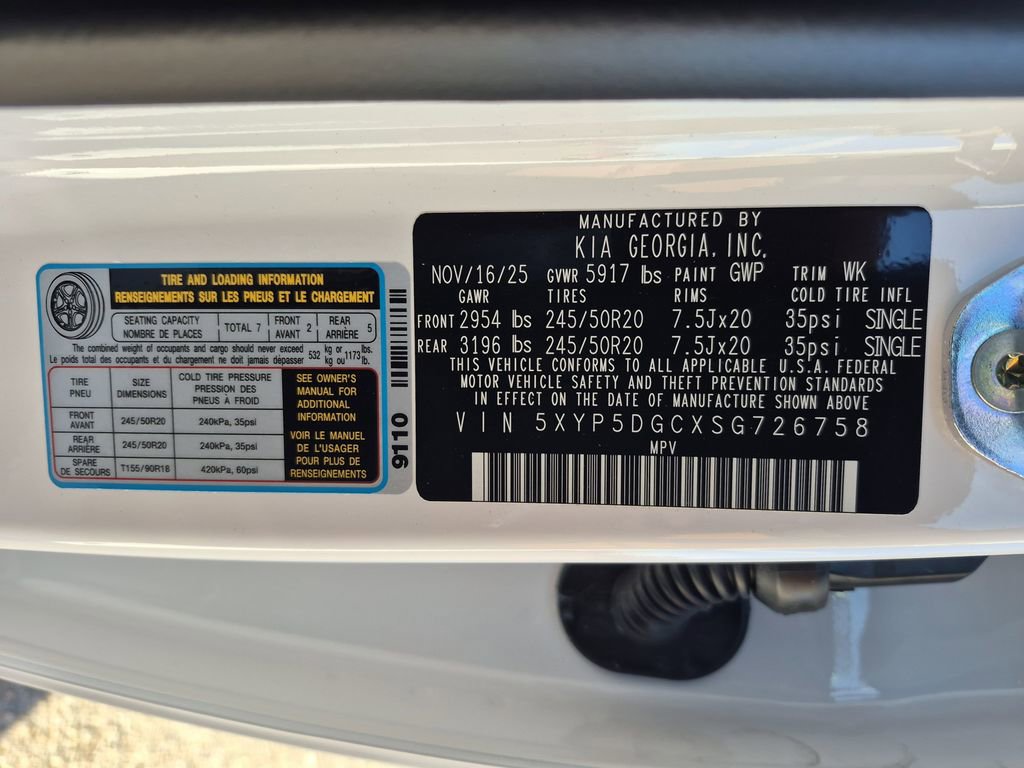 TIRE AND LOADING INFORMATION
RENSEIGNEMENTS SUR LES PNEUS ET LE CHARGEMENT
SEATING CAPACITY
NOMBRE DE PLACES
TOTAL 7
FRONT
AVANT
2
REAR
ARRIÈRE
5
The combined weight of occupants and cargo should never exceed
Le poids total des occupants et du chargement ne doit jamais dépasser
532
kg or
kg ou
1173
lbs.
lb.
TIRE
PNEU
SIZE
DIMENSIONS
COLD TIRE PRESSURE
PRESSION DES
PNEUS À FROID
FRONT
AVANT
245/50R20
240kPa, 35psi
REAR
ARRIÈRE
245/50R20
240kPa, 35psi
SPARE
DE SECOURS
T155/90R18
420kPa, 60psi
SEE OWNER'S
MANUAL FOR
ADDITIONAL
INFORMATION
VOIR LE MANUEL
DE L'USAGER
POUR PLUS DE
RENSEIGNEMENTS
9110
MANUFACTURED BY
KIA GEORGIA, INC.
NOV/16/25 GVWR 5917 lbs PAINT GWP TRIM WK
GAWR TIRES RIMS COLD TIRE INFL
FRONT 2954 lbs 245/50R20 7.5Jx20 35psi SINGLE
REAR 3196 lbs 245/50R20 7.5Jx20 35psi SINGLE
THIS VEHICLE CONFORMS TO ALL APPLICABLE U.S.A. FEDERAL
MOTOR VEHICLE SAFETY AND THEFT PREVENTION STANDARDS
IN EFFECT ON THE DATE OF MANUFACTURE SHOWN ABOVE
VIN 5XYP5DGCXSG726758
MPV